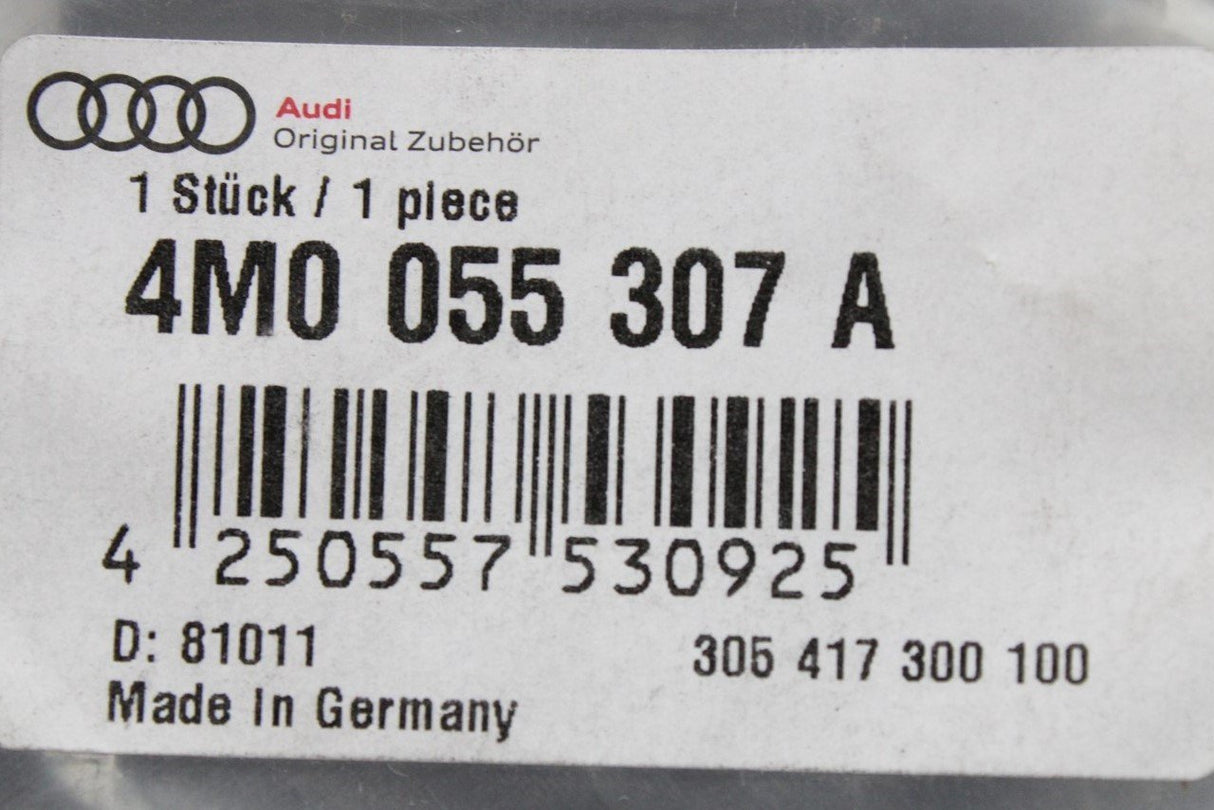 Audi
Original Zubehör
1 Stück / 1 piece
4M0 055 307 A
4 250557 530925
D: 81011
305 417 300 100
Made In Germany